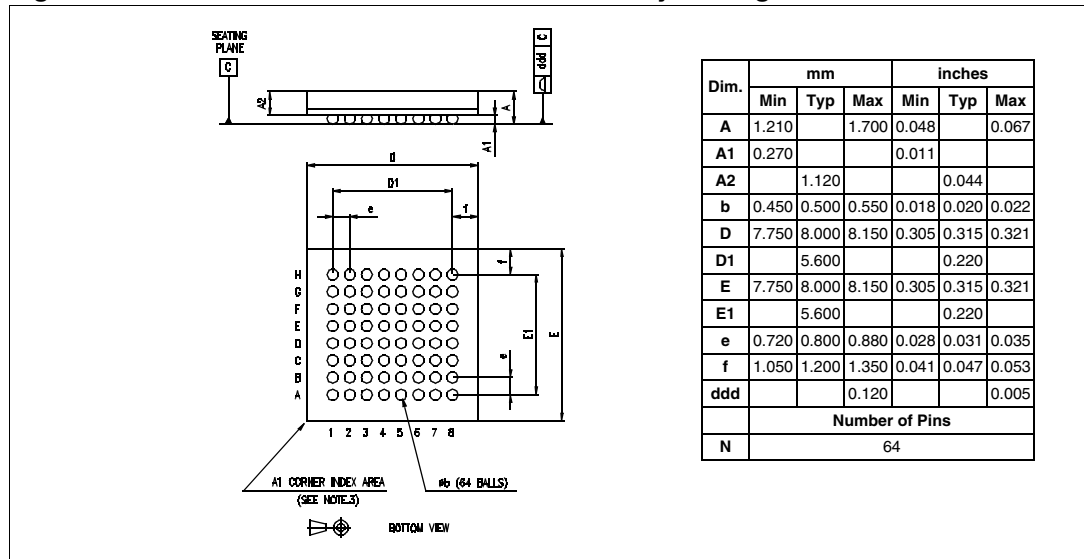 SEATING
PLANE
C
ddd C
A2
A
A1
D
D1
e
f
f
H
G
F
E
D
C
B
A
E1
E
e
1 2 3 4 5 6 7 8
A1 CORNER INDEX AREA
(SEE NOTE.3)
øb (64 BALLS)
BOTTOM VIEW
Dim. mm inches
Min Typ Max Min Typ Max
A 1.210 1.700 0.048 0.067
A1 0.270 0.011
A2 1.120 0.044
b 0.450 0.500 0.550 0.018 0.020 0.022
D 7.750 8.000 8.150 0.305 0.315 0.321
D1 5.600 0.220
E 7.750 8.000 8.150 0.305 0.315 0.321
E1 5.600 0.220
e 0.720 0.800 0.880 0.028 0.031 0.035
f 1.050 1.200 1.350 0.041 0.047 0.053
ddd 0.120 0.005
Number of Pins
N 64